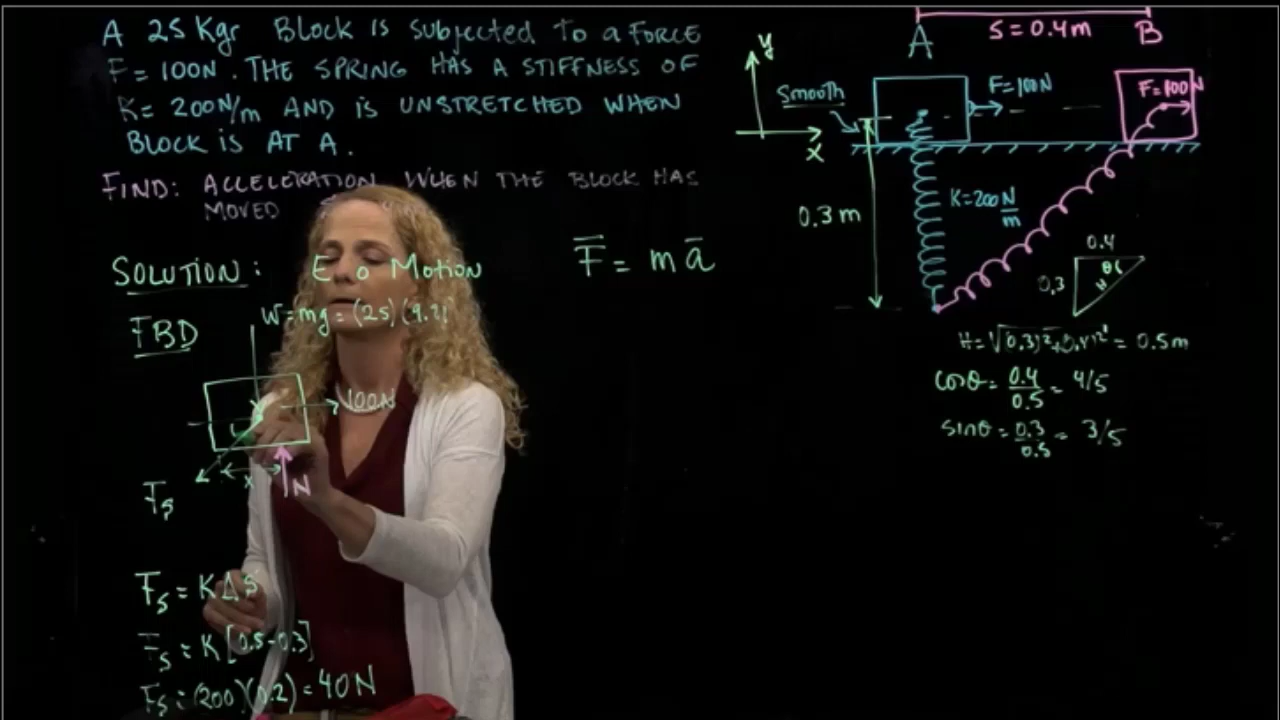 A 25 Kgr BLOCK IS SUBJECTED TO A FORCE
F = 100N. THE SPRING HAS A STIFFNESS OF
K= 200N/m AND IS UNSTRETCHED WHEN
BLOCK IS AT A.
FIND: ACCELERATION WHEN THE BLOCK HAS
MOVED
SOLUTION: Motion
F = m a
FBD
W=mg=(25)(9.
100N
X
N
Fs
Fs = K Δ S
Fs = K [0.5-0.3]
Fs = (200)(0.2) = 40N
S = 0.4m
A B
y
X
Smooth
F=100N
F=100N
K=200 N/m
0.3 m
0.4
0.3
θ
H
H=√(0.3)²+(0.4)² = 0.5m
cosθ= 0.4/0.5 = 4/5
sinθ = 0.3/0.5 = 3/5